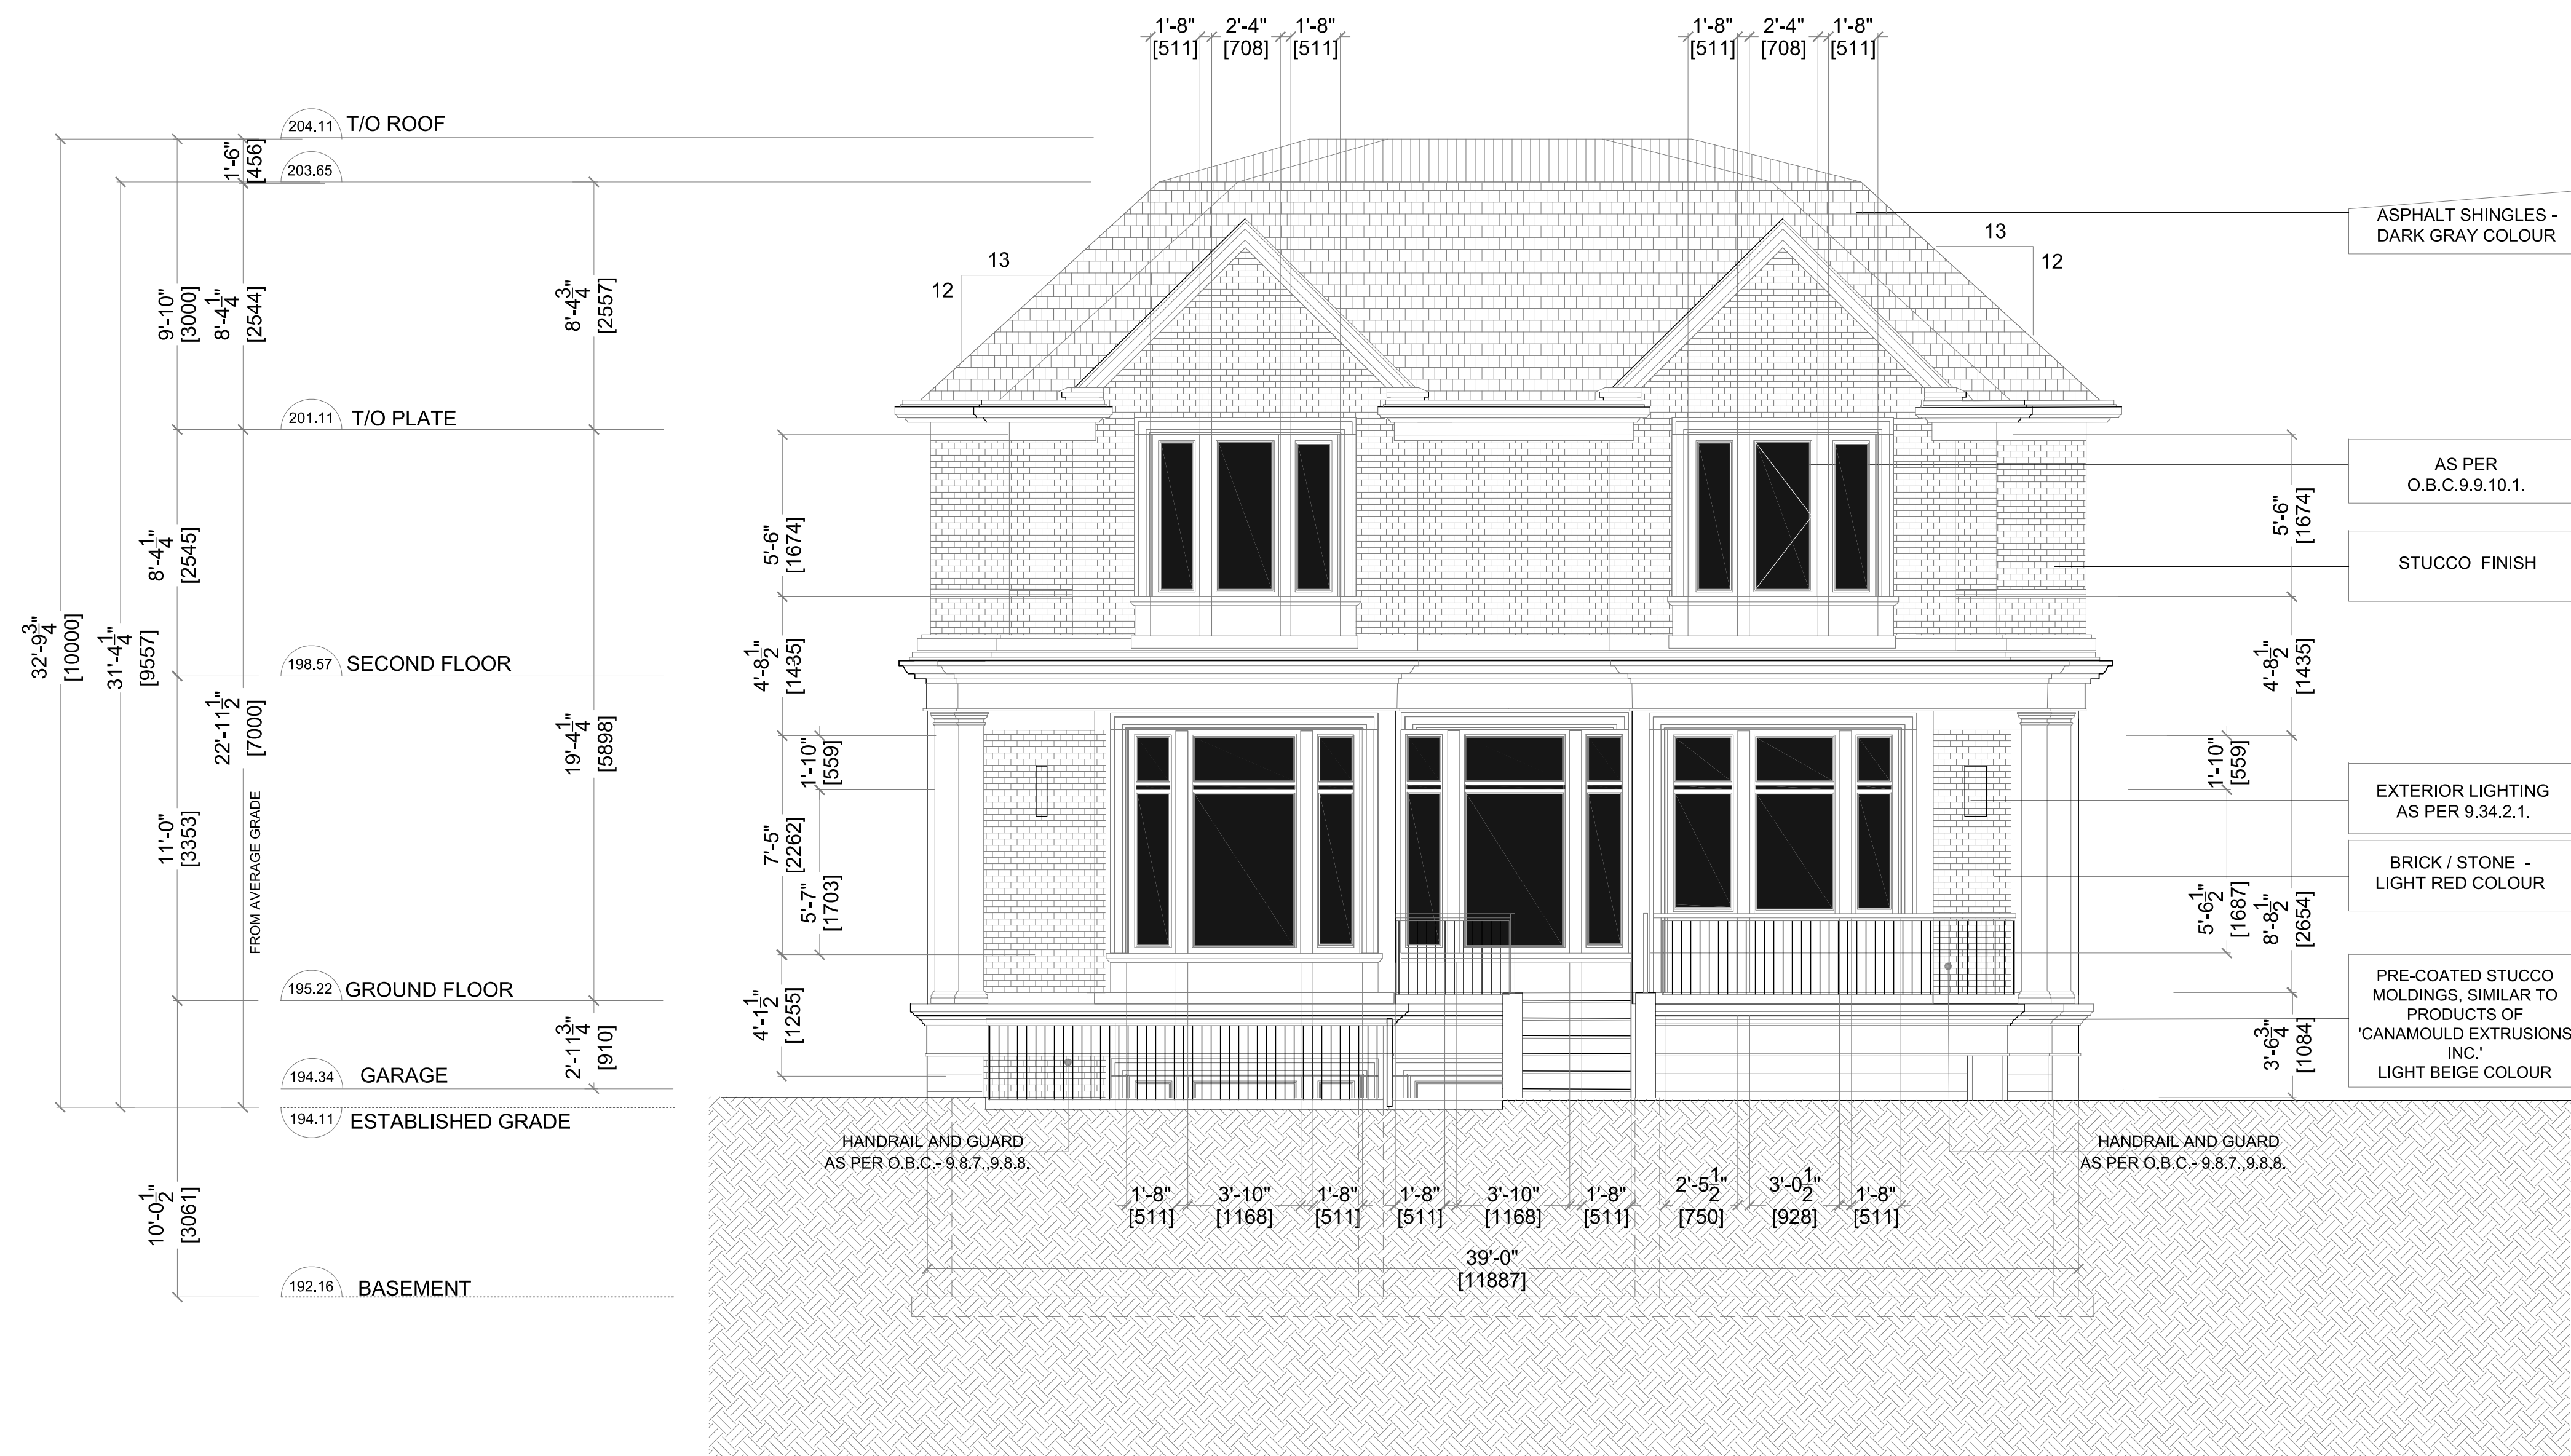 1'-8" 2'-4" 1'-8"
[511] [708] [511]
1'-8" 2'-4" 1'-8"
[511] [708] [511]
204.11 T/O ROOF
203.65
201.11 T/O PLATE
198.57 SECOND FLOOR
195.22 GROUND FLOOR
194.34 GARAGE
194.11 ESTABLISHED GRADE
192.16 BASEMENT
32'-9 3/4"
[10000]
31'-4 1/4"
[9557]
9'-10"
[3000]
8'-4 1/4"
[2545]
11'-0"
[3353]
10'-0 1/2"
[3061]
1'-6"
[456]
8'-4 1/4"
[2544]
22'-11 1/2"
[7000]
FROM AVERAGE GRADE
8'-4 3/4"
[2557]
19'-4 1/4"
[5898]
2'-11 3/4"
[910]
5'-6"
[1674]
4'-8 1/2"
[1435]
7'-5"
[2262]
4'-1 1/2"
[1255]
1'-10"
[559]
5'-7"
[1703]
13
12
13
12
5'-6"
[1674]
4'-8 1/2"
[1435]
1'-10"
[559]
5'-6 1/2"
[1687]
8'-8 1/2"
[2654]
3'-6 3/4"
[1084]
ASPHALT SHINGLES -
DARK GRAY COLOUR
AS PER
O.B.C.9.9.10.1.
STUCCO FINISH
EXTERIOR LIGHTING
AS PER 9.34.2.1.
BRICK / STONE -
LIGHT RED COLOUR
PRE-COATED STUCCO
MOLDINGS, SIMILAR TO
PRODUCTS OF
'CANAMOULD EXTRUSIONS
INC.'
LIGHT BEIGE COLOUR
HANDRAIL AND GUARD
AS PER O.B.C.- 9.8.7.,9.8.8.
HANDRAIL AND GUARD
AS PER O.B.C.- 9.8.7.,9.8.8.
1'-8" 3'-10" 1'-8" 1'-8" 3'-10" 1'-8" 2'-5 1/2" 3'-0 1/2" 1'-8"
[511] [1168] [511] [511] [1168] [511] [750] [928] [511]
39'-0"
[11887]